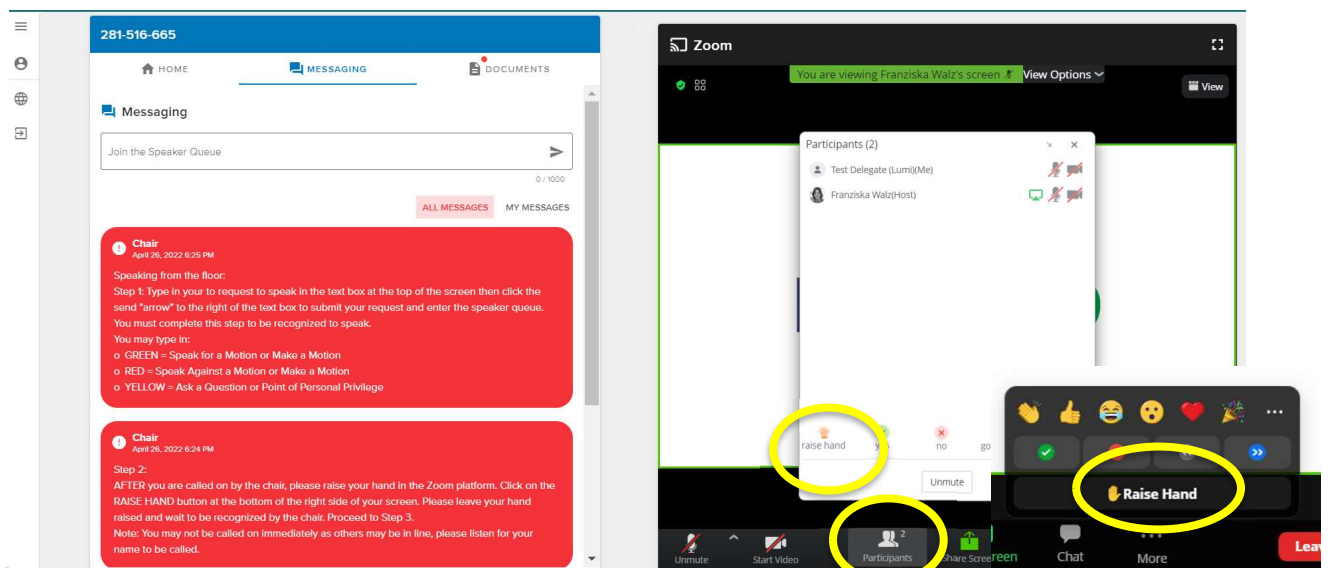 281-516-665
HOME
MESSAGING
DOCUMENTS
Messaging
Join the Speaker Queue
0 / 1000
ALL MESSAGES MY MESSAGES
Chair
April 26, 2022 6:25 PM
Speaking from the floor:
Step 1: Type in your to request to speak in the text box at the top of the screen then click the
send "arrow" to the right of the text box to submit your request and enter the speaker queue.
You must complete this step to be recognized to speak.
You may type in:
o GREEN = Speak for a Motion or Make a Motion
o RED = Speak Against a Motion or Make a Motion
o YELLOW = Ask a Question or Point of Personal Privilege
Chair
April 26, 2022 6:24 PM
Step 2:
AFTER you are called on by the chair, please raise your hand in the Zoom platform. Click on the
RAISE HAND button at the bottom of the right side of your screen. Please leave your hand
raised and wait to be recognized by the chair. Proceed to Step 3.
Note: You may not be called on immediately as others may be in line, please listen for your
name to be called.
Zoom
You are viewing Franziska Walz's screen
View Options
View
Participants (2)
Test Delegate (Lumi)(Me)
Franziska Walz(Host)
raise hand
no
go
Unmute
Raise Hand
Unmute
Start Video
Participants
2
Share Scree
reen
Chat
More
Leav